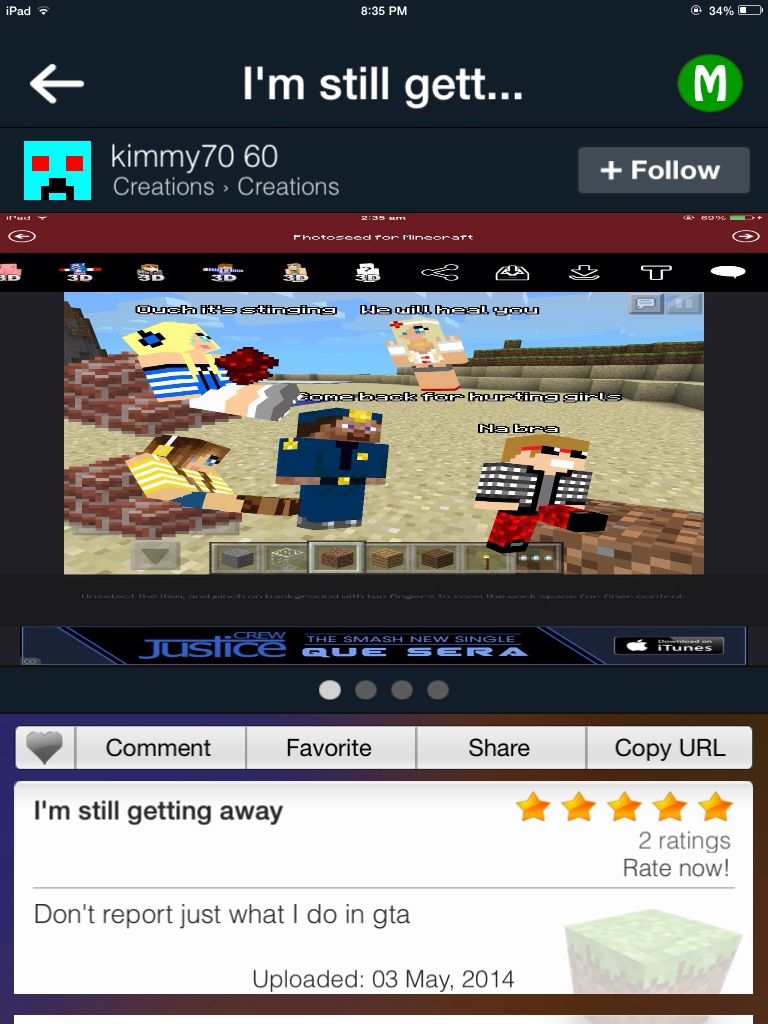 iPad 8:35 PM 34%
I'm still gett... M
kimmy70 60
Creations › Creations
+ Follow
iPad 2:35 am 69%
Photoseed for Minecraft
3D 3D 3D 3D 3D 3D T
Ouch it's stinging We will heal you
Come back for hurting girls
Na bra
Unselect the item, and pinch on background with two fingers to zoom the work space for finer control.
JUSTICE CREW THE SMASH NEW SINGLE QUE SERA Download on iTunes
Comment Favorite Share Copy URL
I'm still getting away
2 ratings
Rate now!
Don't report just what I do in gta
Uploaded: 03 May, 2014